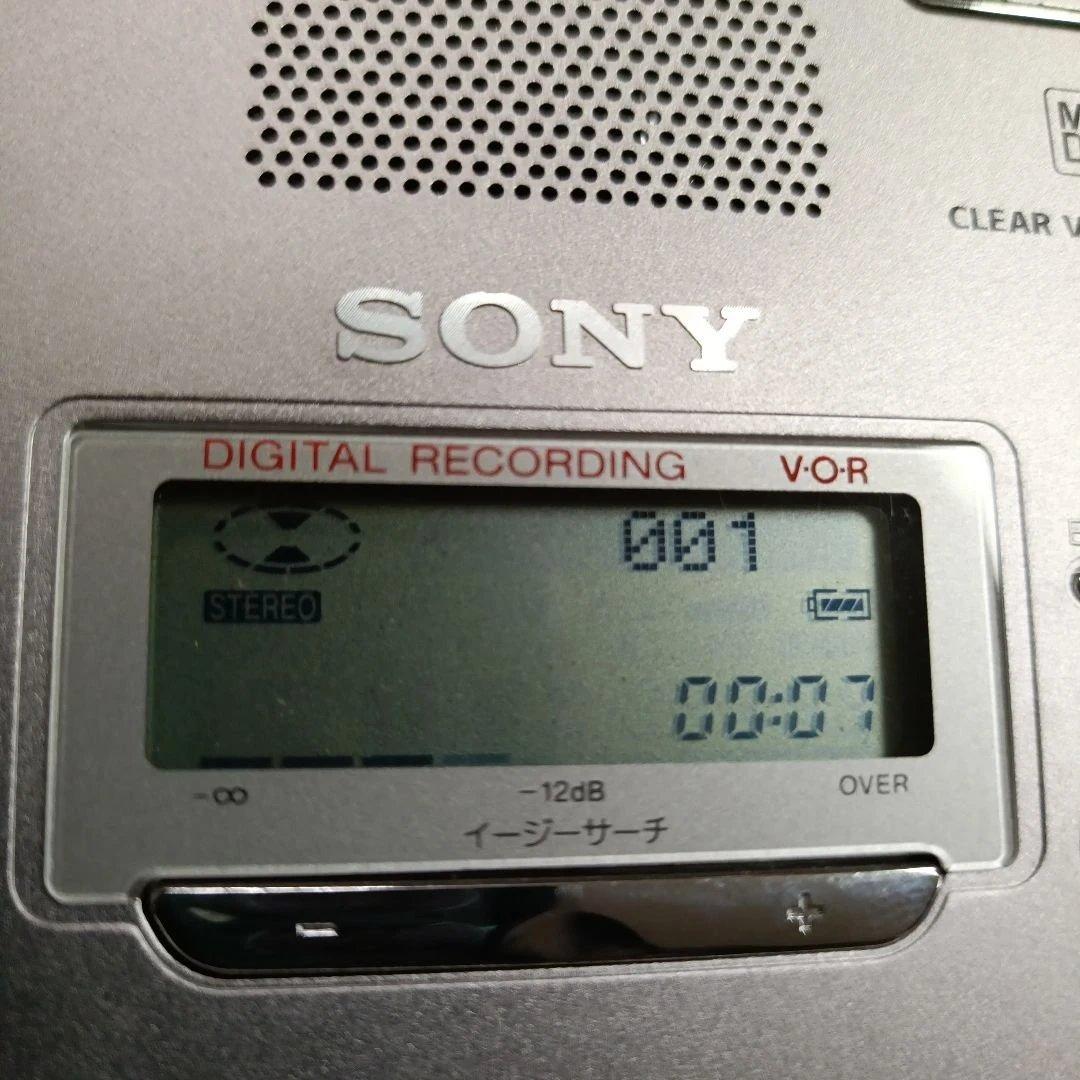 CLEAR
SONY
DIGITAL RECORDING V·O·R
001
STEREO
00:07
-∞ -12dB OVER
イージーサーチ
- +